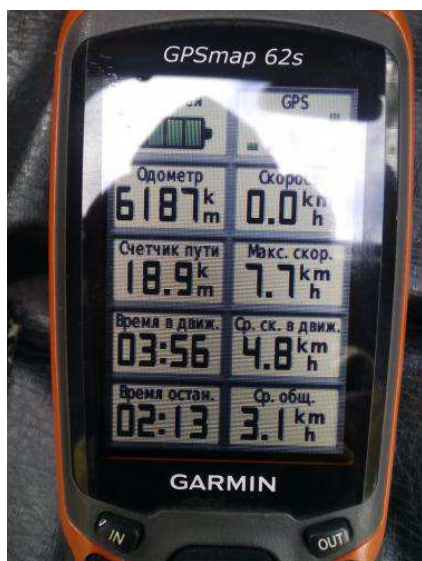 GPSmap 62s
GPS
Одометр
6187 km
Скорость
0.0 km h
Счетчик пути
18.9 km
Макс. скор.
7.7 km h
Время в движ.
03:56
Ср. ск. в движ.
4.8 km h
Время остан.
02:13
Ср. общ.
3.1 km h
GARMIN
IN
OUT